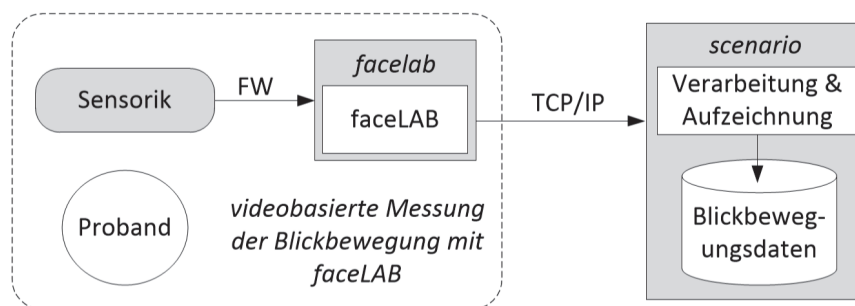 Sensorik
FW
facelab
faceLAB
TCP/IP
scenario
Verarbeitung &
Aufzeichnung
Blickbeweg-
ungsdaten
Proband
videobasierte Messung
der Blickbewegung mit
faceLAB